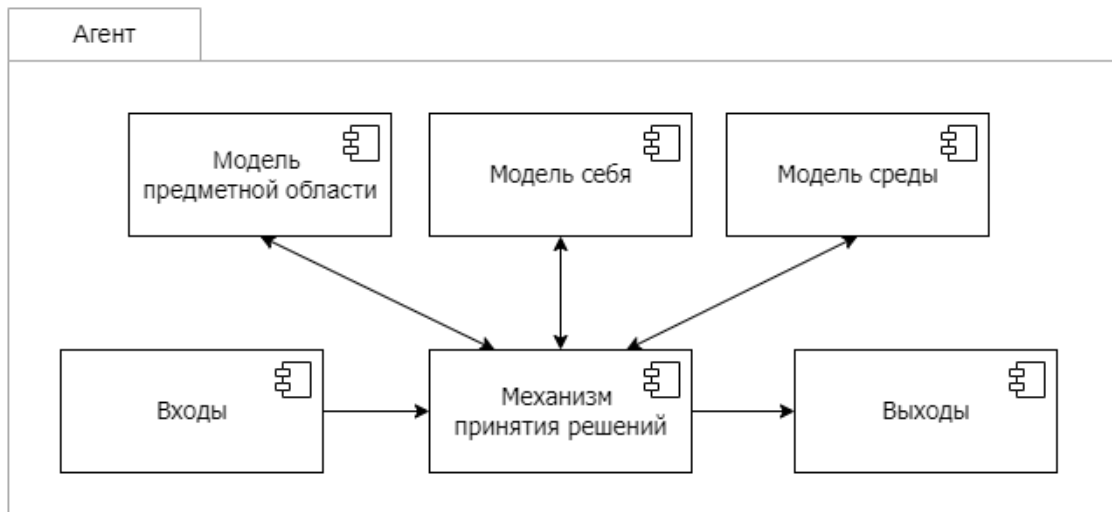 Агент
Модель
предметной области
Модель себя
Модель среды
Входы
Механизм
принятия решений
Выходы